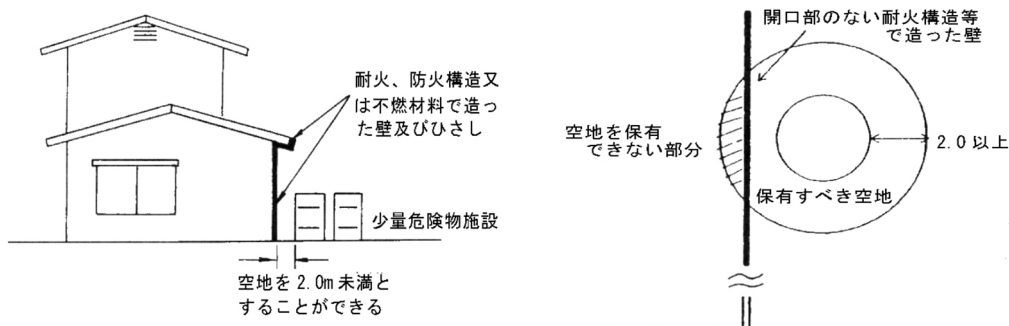 耐火、防火構造又
は不燃材料で造っ
た壁及びひさし
少量危険物施設
空地を2.0m未満と
することができる
開口部のない耐火構造等
で造った壁
空地を保有
できない部分
2.0以上
保有すべき空地